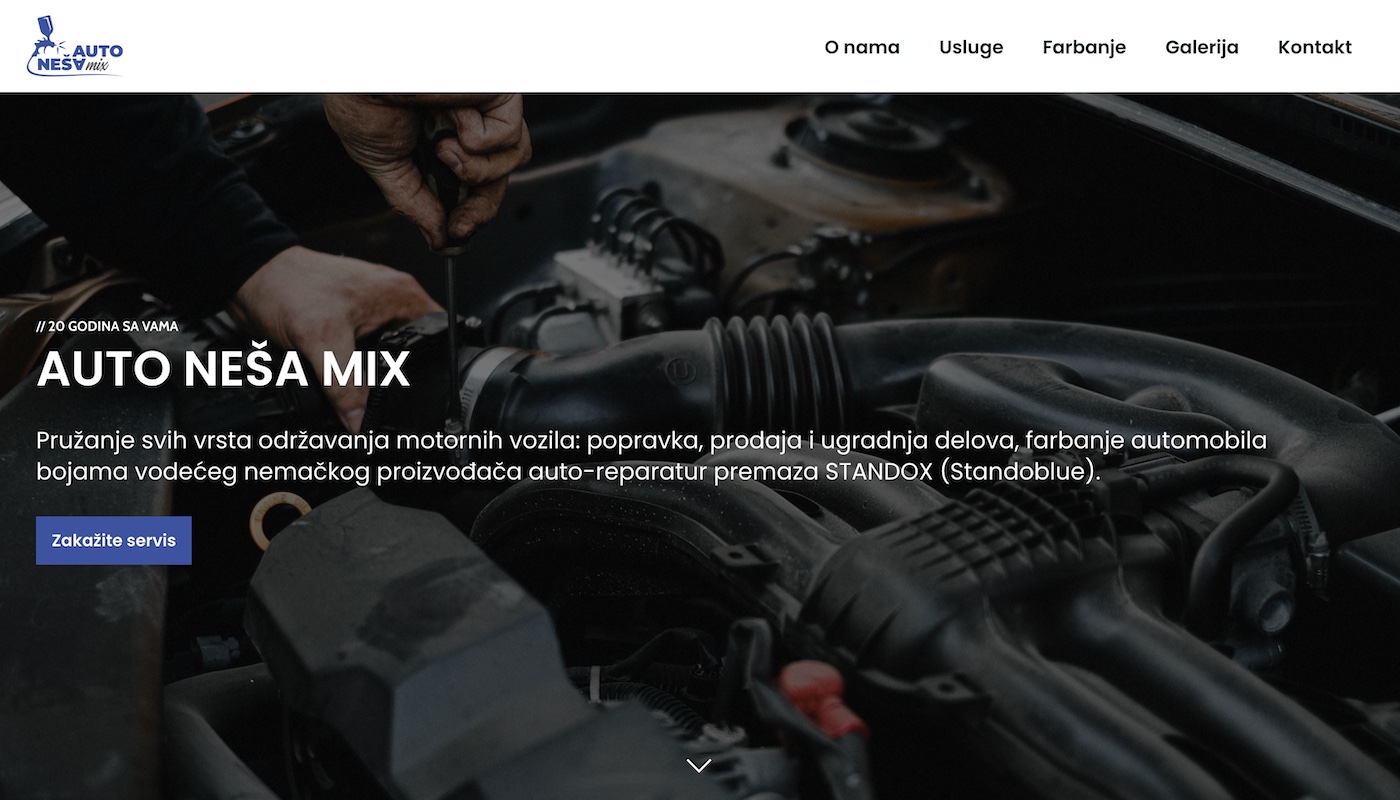 AUTO
NEŠA mix
O nama
Usluge
Farbanje
Galerija
Kontakt
// 20 GODINA SA VAMA
AUTO NEŠA MIX
Pružanje svih vrsta održavanja motornih vozila: popravka, prodaja i ugradnja delova, farbanje automobila
bojama vodećeg nemačkog proizvođača auto-reparatur premaza STANDOX (Standoblue).
Zakažite servis